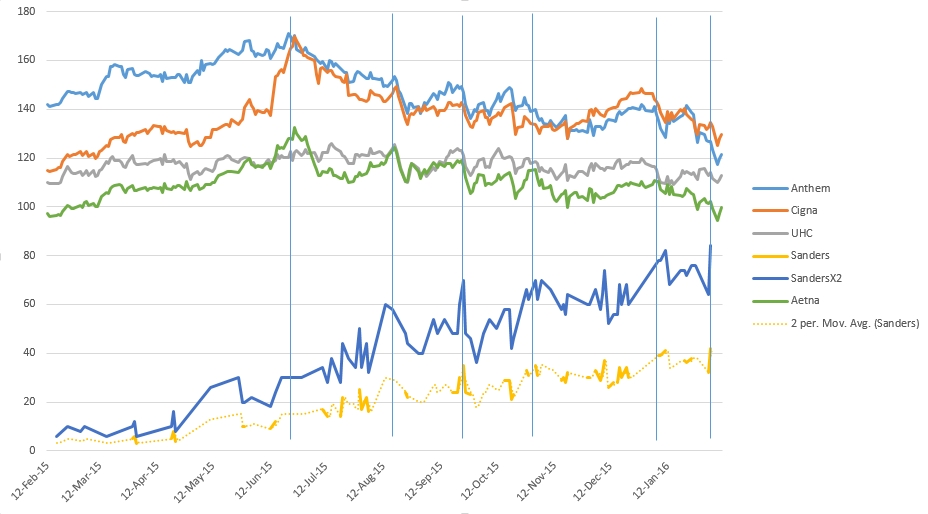 180
160
140
120
100
80
60
40
20
0
12-Feb-15
12-Mar-15
12-Apr-15
12-May-15
12-Jun-15
12-Jul-15
12-Aug-15
12-Sep-15
12-Oct-15
12-Nov-15
12-Dec-15
12-Jan-16
Anthem
Cigna
UHC
Sanders
SandersX2
Aetna
2 per. Mov. Avg. (Sanders)